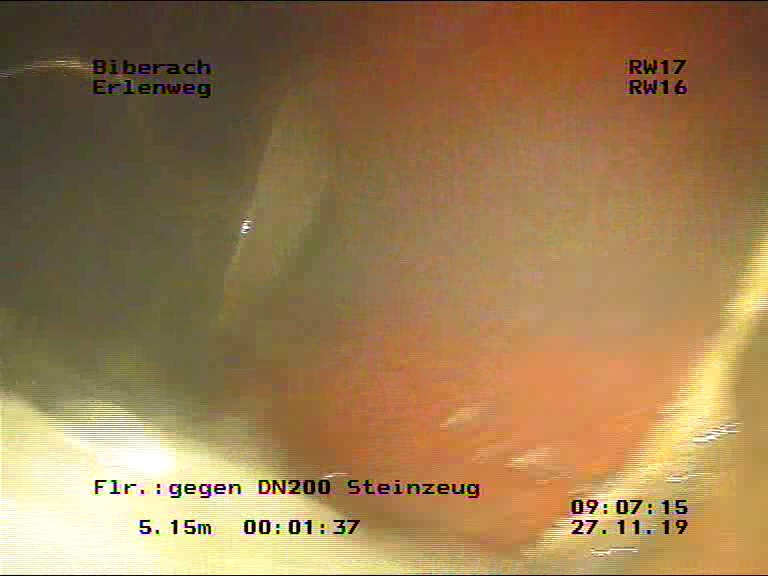 Biberach
Erlenweg
RW17
RW16
Flr.:gegen DN200 Steinzeug
5.15m 00:01:37
09:07:15
27.11.19